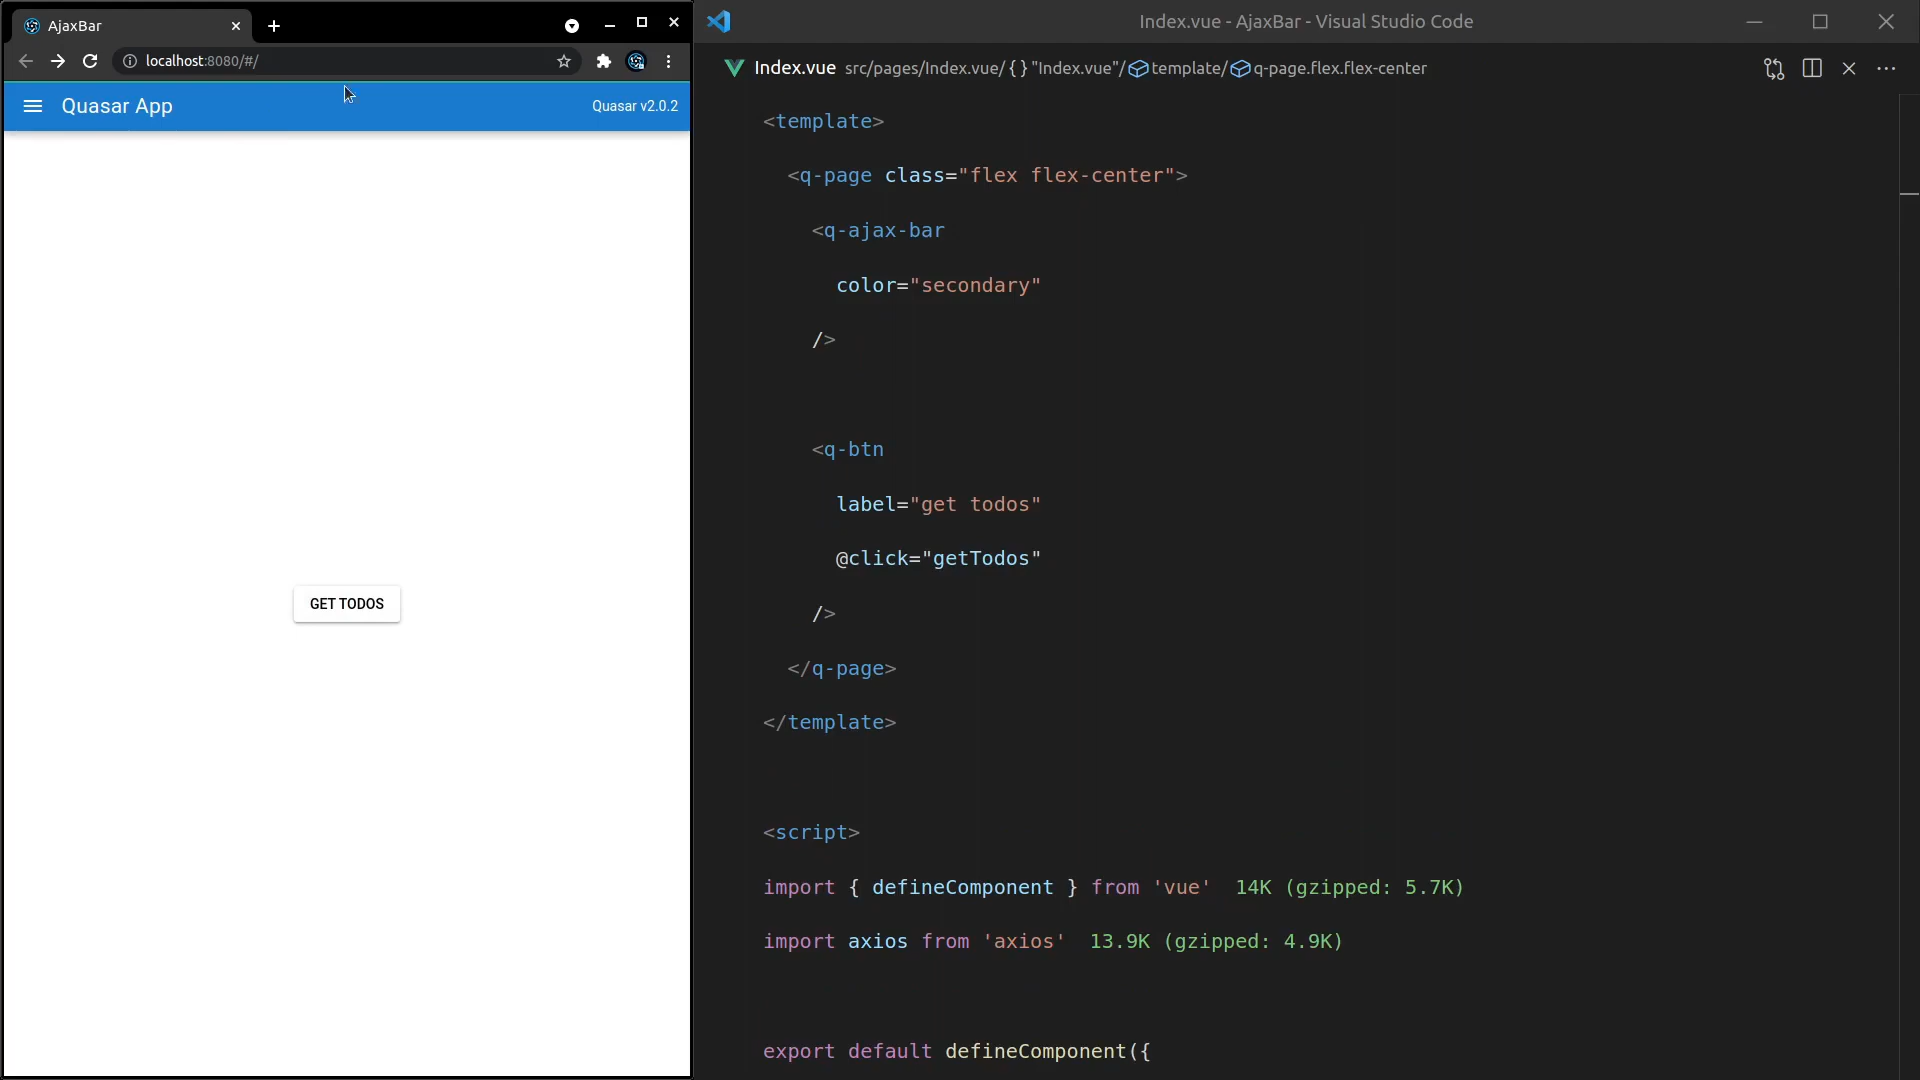 AjaxBar
localhost:8080/#/
Quasar App
Quasar v2.0.2
GET TODOS
Index.vue - AjaxBar - Visual Studio Code
Index.vue src/pages/Index.vue/ {} "Index.vue"/ template/ q-page.flex.flex-center
<template>
<q-page class="flex flex-center">
<q-ajax-bar
color="secondary"
/>
<q-btn
label="get todos"
@click="getTodos"
/>
</q-page>
</template>
<script>
import { defineComponent } from 'vue' 14K (gzipped: 5.7K)
import axios from 'axios' 13.9K (gzipped: 4.9K)
export default defineComponent({